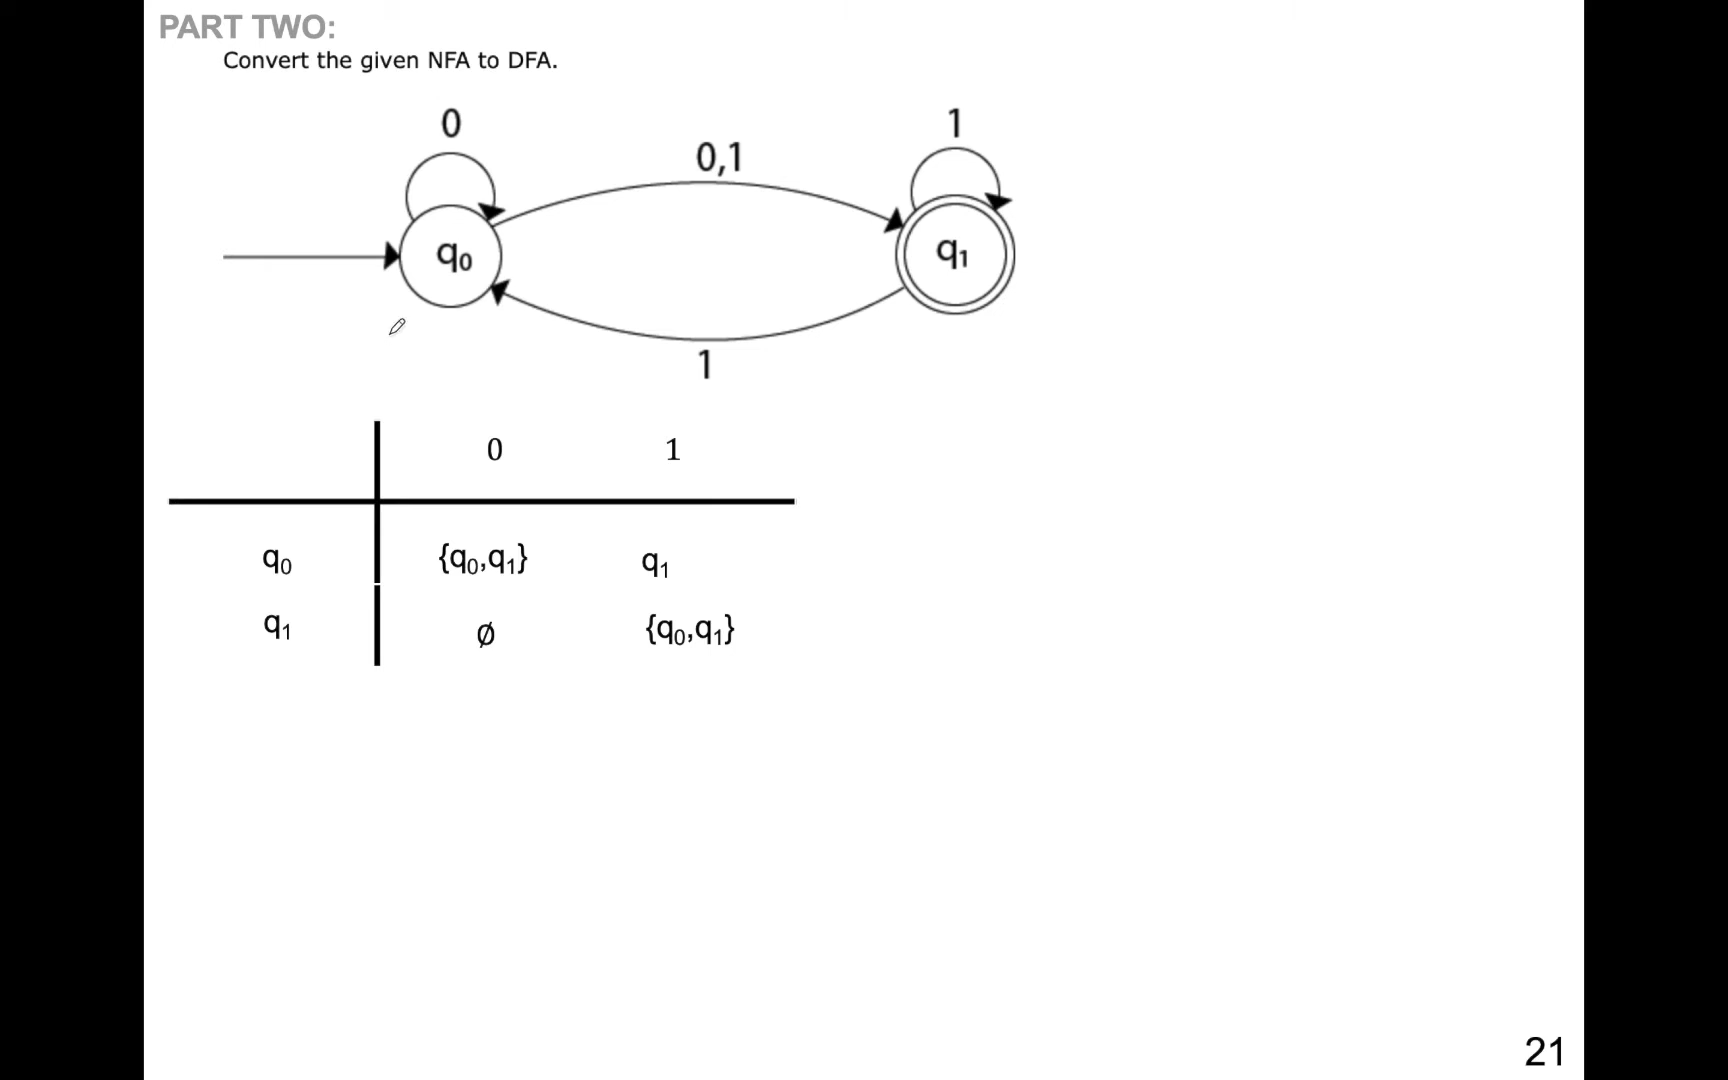 PART TWO:
Convert the given NFA to DFA.
0
1
0,1
q₀
q₁
1
0 1
q₀ {q₀,q₁} q₁
q₁ ∅ {q₀,q₁}
21